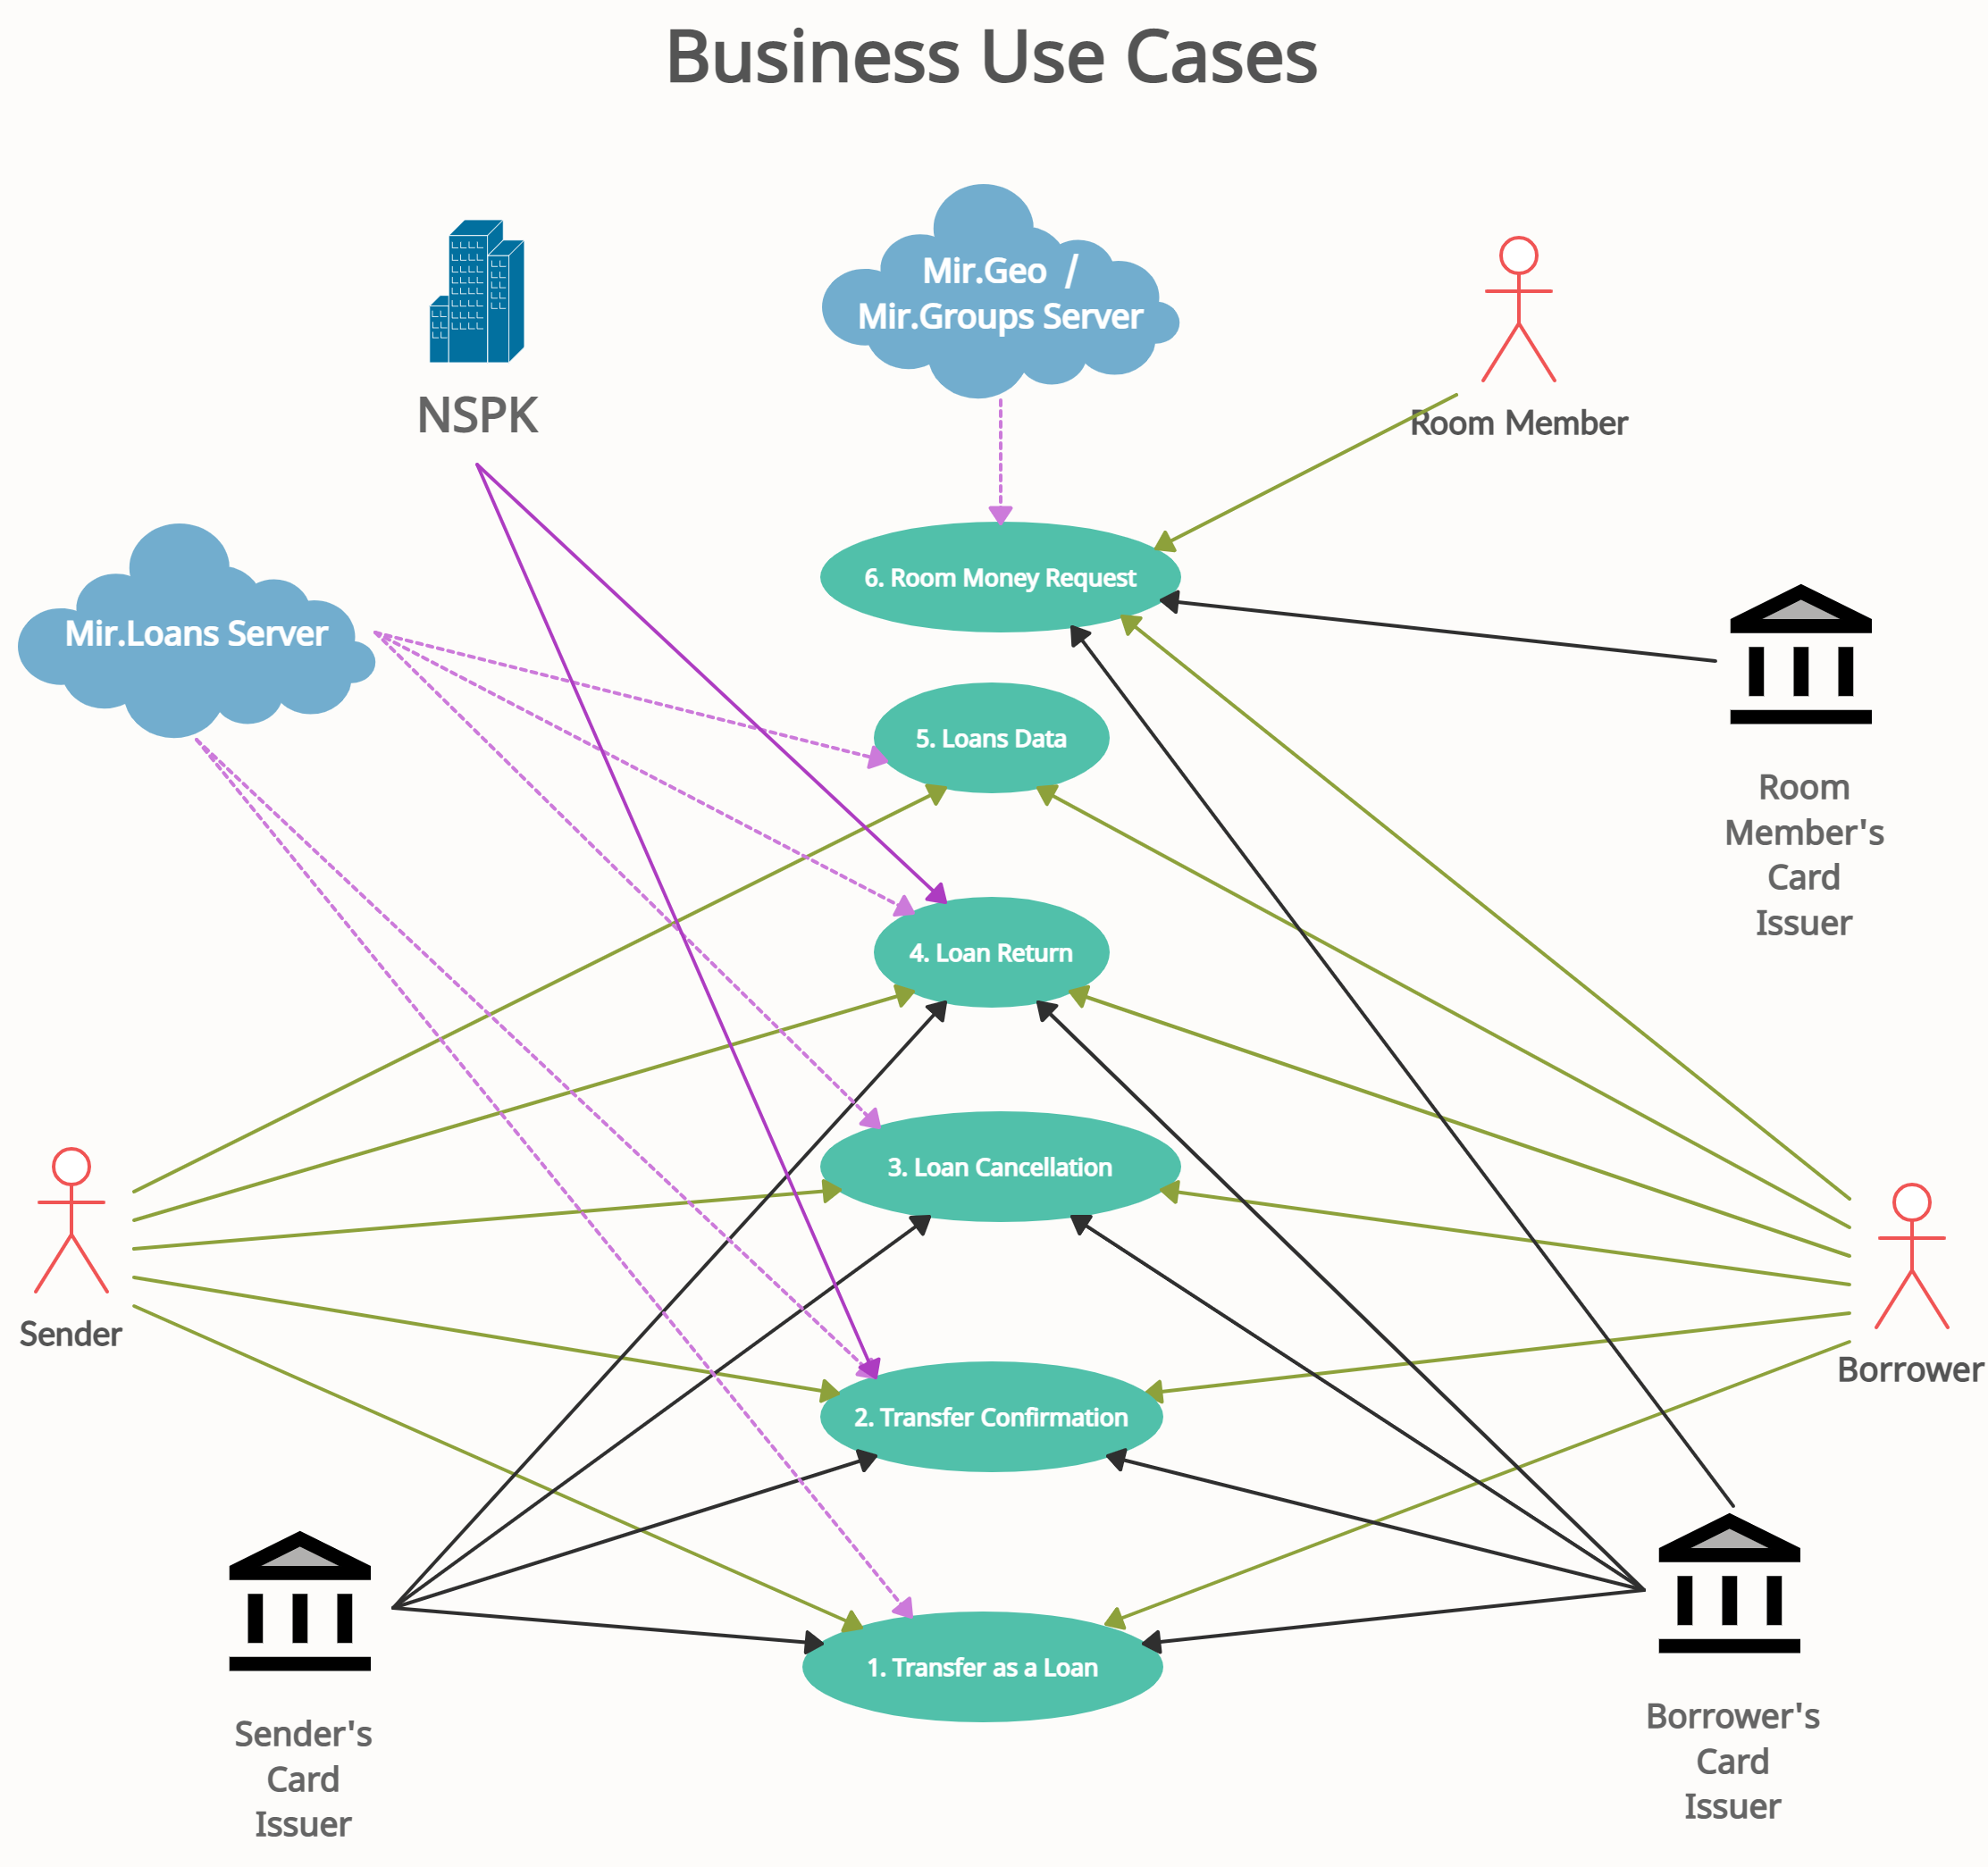 Business Use Cases
Mir.Geo /
Mir.Groups Server
NSPK
Room Member
Mir.Loans Server
6. Room Money Request
5. Loans Data
Room
Member's
Card
Issuer
4. Loan Return
3. Loan Cancellation
Sender
Borrower
2. Transfer Confirmation
1. Transfer as a Loan
Sender's
Card
Issuer
Borrower's
Card
Issuer